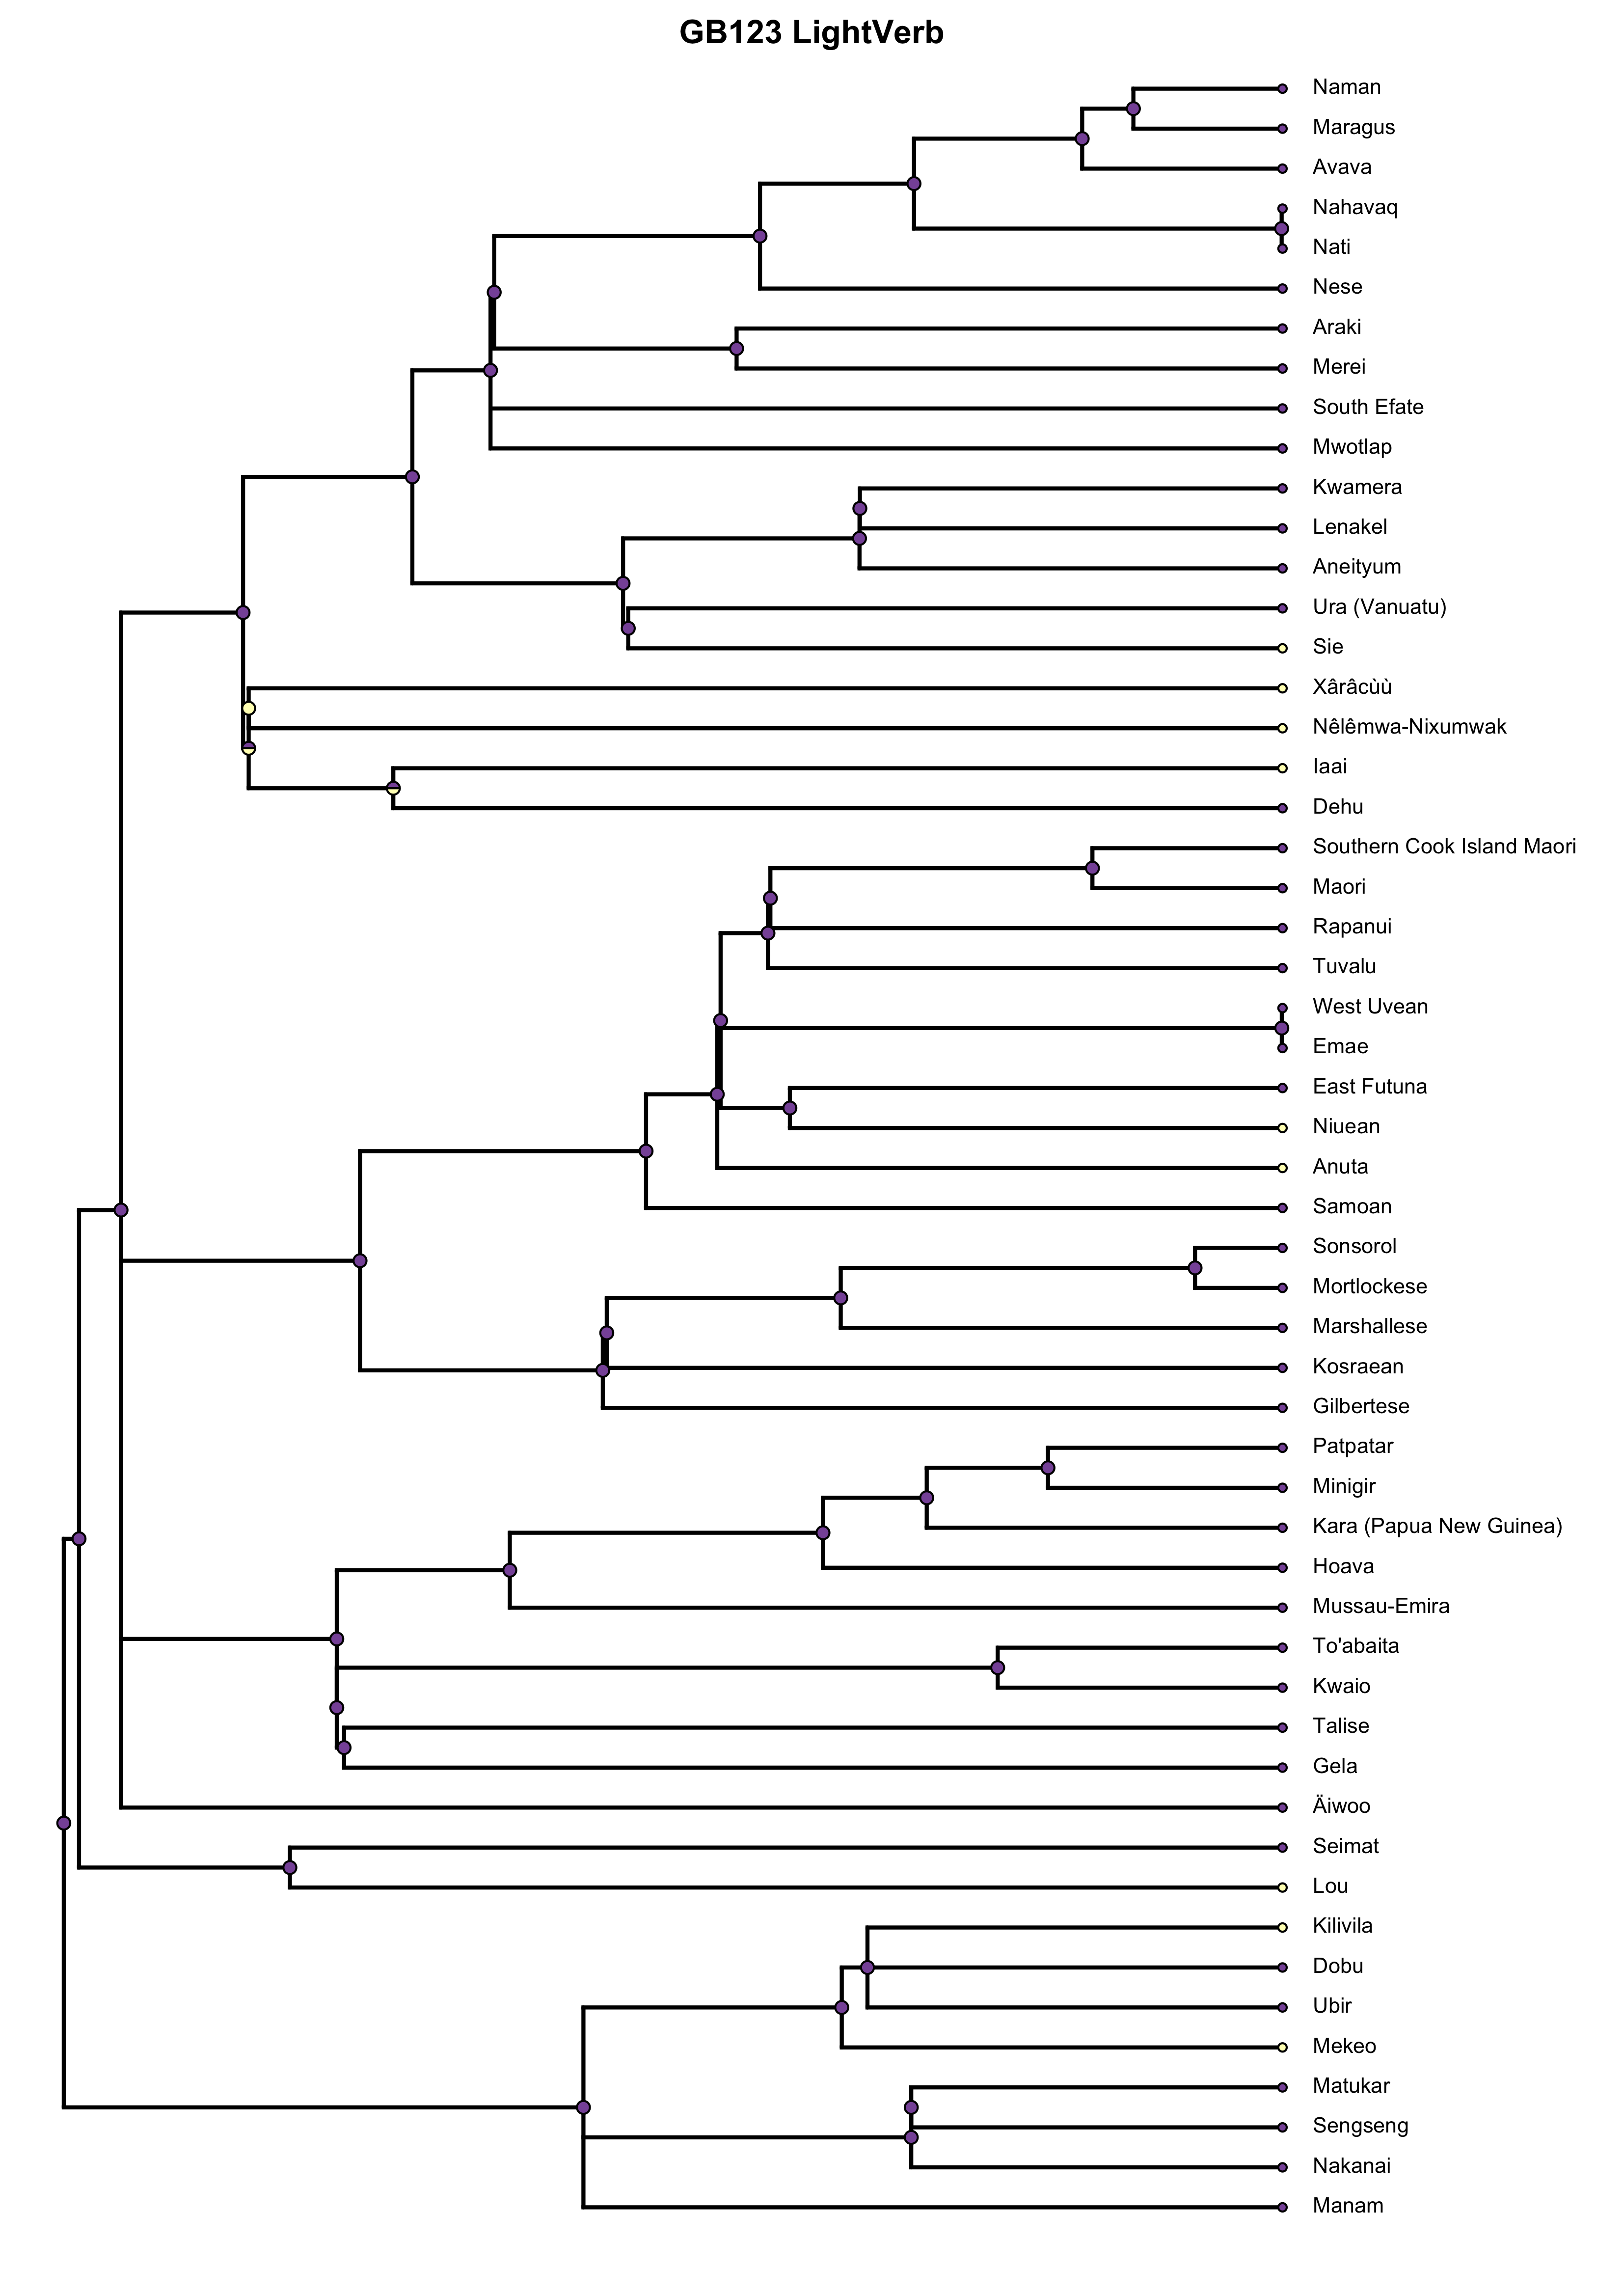 GB123 LightVerb
Naman
Maragus
Avava
Nahavaq
Nati
Nese
Araki
Merei
South Efate
Mwotlap
Kwamera
Lenakel
Aneityum
Ura (Vanuatu)
Sie
Xârâcùù
Nêlêmwa-Nixumwak
Iaai
Dehu
Southern Cook Island Maori
Maori
Rapanui
Tuvalu
West Uvean
Emae
East Futuna
Niuean
Anuta
Samoan
Sonsorol
Mortlockese
Marshallese
Kosraean
Gilbertese
Patpatar
Minigir
Kara (Papua New Guinea)
Hoava
Mussau-Emira
To'abaita
Kwaio
Talise
Gela
Äiwoo
Seimat
Lou
Kilivila
Dobu
Ubir
Mekeo
Matukar
Sengseng
Nakanai
Manam